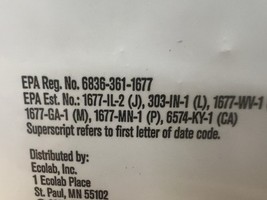 EPA Reg. No. 6836-361-1677
EPA Est. No.: 1677-IL-2 (J), 303-IN-1 (L), 1677-WV-1
1677-GA-1 (M), 1677-MN-1 (P), 6574-KY-1 (CA)
Superscript refers to first letter of date code.
Distributed by:
Ecolab, Inc.
1 Ecolab Place
St. Paul, MN 55102